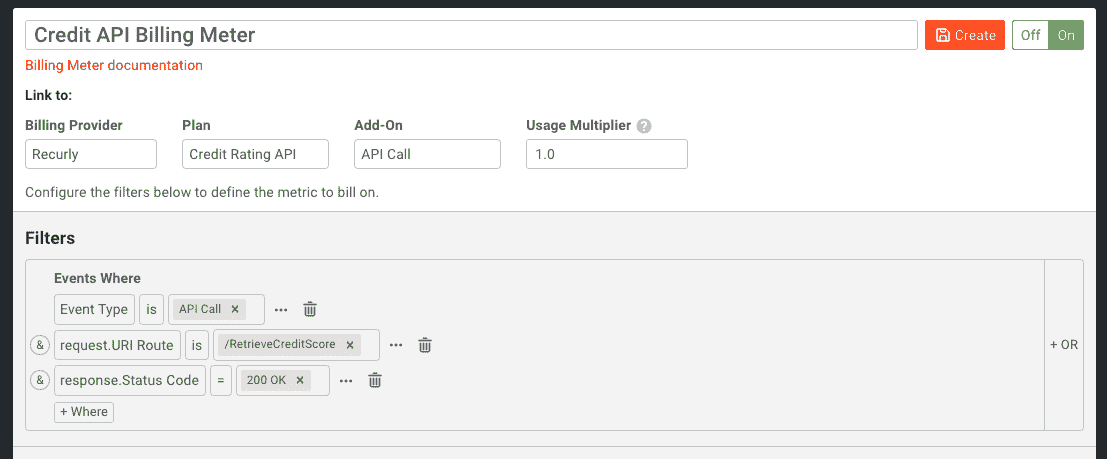 Credit API Billing Meter
Create
Off
On
Billing Meter documentation
Link to:
Billing Provider Plan Add-On Usage Multiplier ?
Recurly Credit Rating API API Call 1.0
Configure the filters below to define the metric to bill on.
Filters
Events Where
Event Type is API Call ×
& request.URI Route is /RetrieveCreditScore ×
+ OR
& response.Status Code = 200 OK ×
+ Where